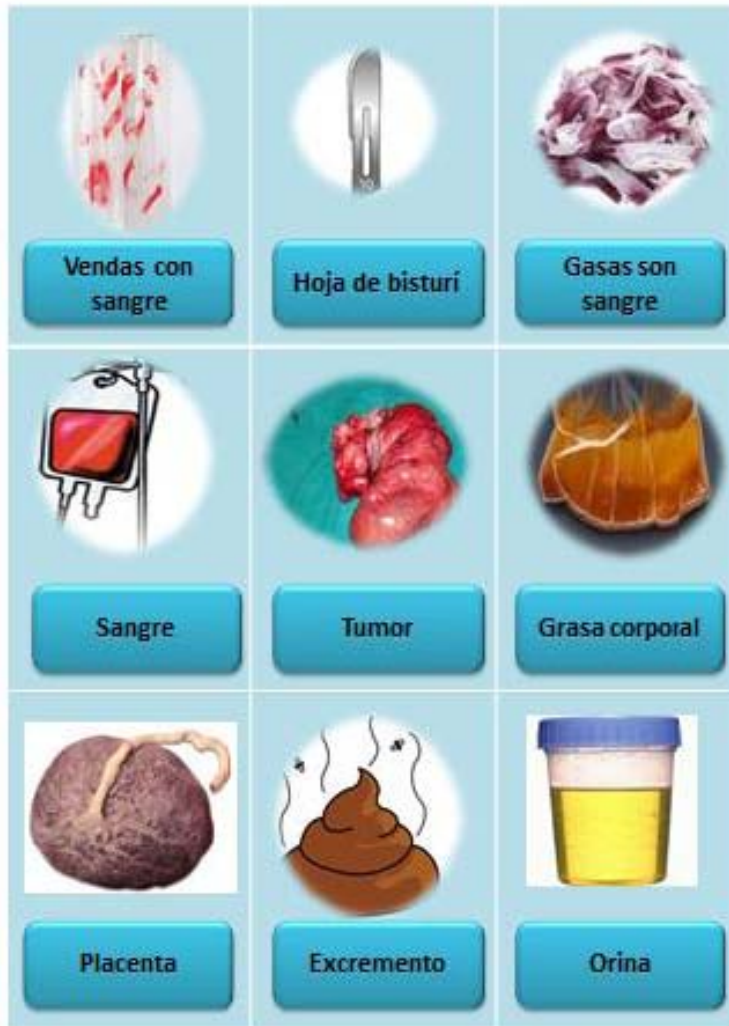 Vendas con
sangre
Hoja de bisturí
Gasas son
sangre
Sangre
Tumor
Grasa corporal
Placenta
Excremento
Orina